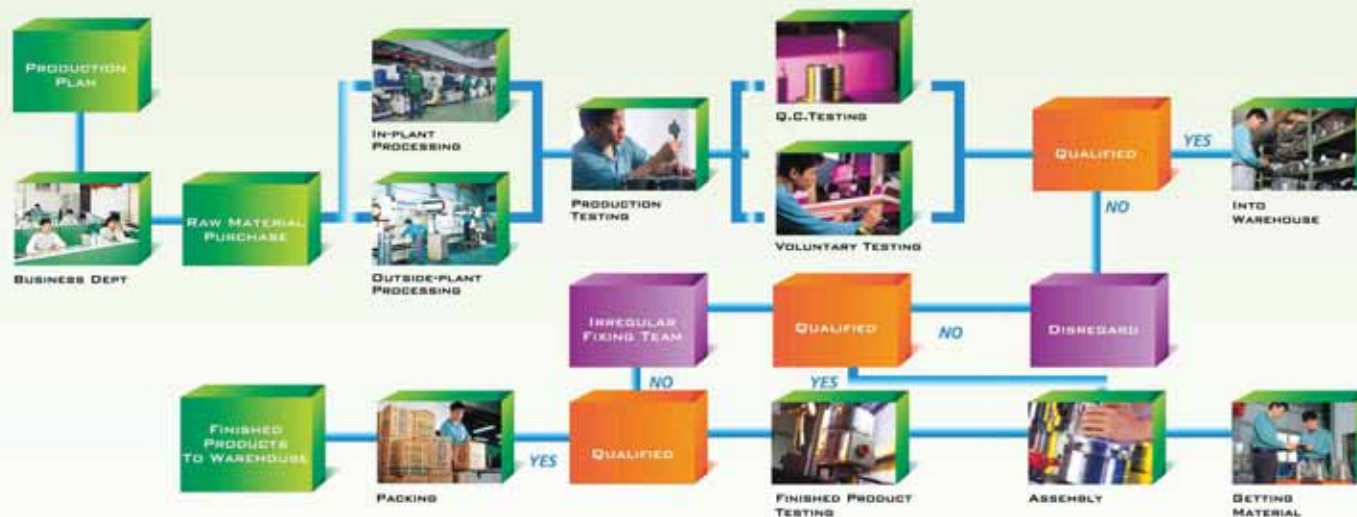 PRODUCTION
PLAN
BUSINESS DEPT
RAW MATERIAL
PURCHASE
IN-PLANT
PROCESSING
OUTSIDE-PLANT
PROCESSING
PRODUCTION
TESTING
Q.C.TESTING
VOLUNTARY TESTING
QUALIFIED
YES
INTO
WAREHOUSE
NO
IRREGULAR
FIXING TEAM
QUALIFIED
NO
DISREGARD
NO
YES
FINISHED
PRODUCTS
TO WAREHOUSE
PACKING
YES
QUALIFIED
FINISHED PRODUCT
TESTING
ASSEMBLY
GETTING
MATERIAL